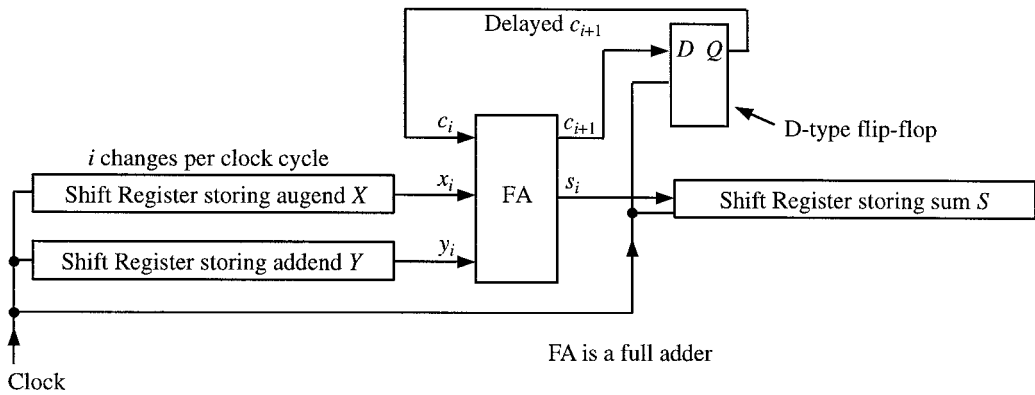 Delayed c_{i+1}
D Q
c_i
c_{i+1}
D-type flip-flop
i changes per clock cycle
Shift Register storing augend X
x_i
FA
s_i
Shift Register storing sum S
Shift Register storing addend Y
y_i
FA is a full adder
Clock